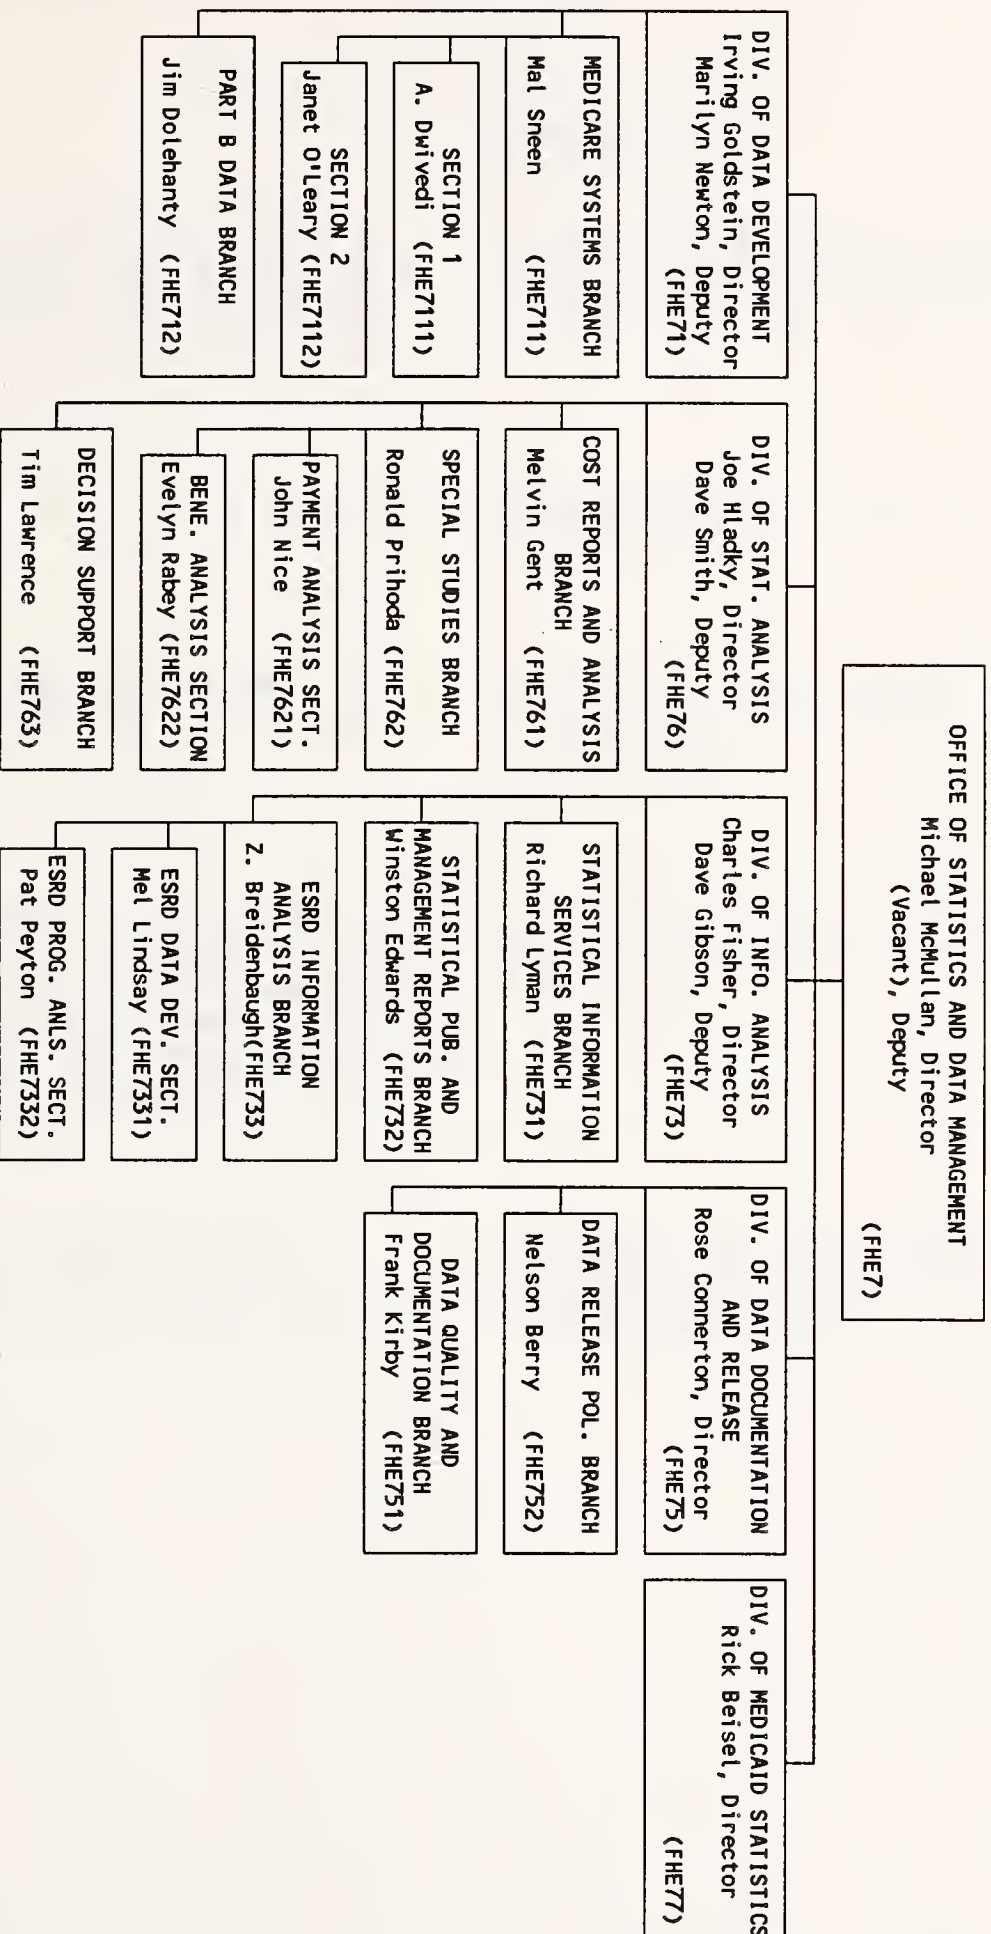 OFFICE OF STATISTICS AND DATA MANAGEMENT
Michael McMullan, Director
(Vacant), Deputy
(FHE7)
DIV. OF DATA DEVELOPMENT
Irving Goldstein, Director
Marilyn Newton, Deputy
(FHE71)
MEDICARE SYSTEMS BRANCH
Mal Sneen (FHE711)
SECTION 1
A. Dwivedi (FHE7111)
SECTION 2
Janet O'Leary (FHE7112)
PART B DATA BRANCH
Jim Dolehanty (FHE712)
DIV. OF STAT. ANALYSIS
Joe Hladky, Director
Dave Smith, Deputy
(FHE76)
COST REPORTS AND ANALYSIS
BRANCH
Melvin Gent (FHE761)
SPECIAL STUDIES BRANCH
Ronald Prihoda (FHE762)
PAYMENT ANALYSIS SECT.
John Nice (FHE7621)
BENE. ANALYSIS SECTION
Evelyn Rabey (FHE7622)
DECISION SUPPORT BRANCH
Tim Lawrence (FHE763)
DIV. OF INFO. ANALYSIS
Charles Fisher, Director
Dave Gibson, Deputy
(FHE73)
STATISTICAL INFORMATION
SERVICES BRANCH
Richard Lyman (FHE731)
STATISTICAL PUB. AND
MANAGEMENT REPORTS BRANCH
Winston Edwards (FHE732)
ESRD INFORMATION
ANALYSIS BRANCH
Z. Breidenbaugh(FHE733)
ESRD DATA DEV. SECT.
Mel Lindsay (FHE7331)
ESRD PROG. ANLS. SECT.
Pat Peyton (FHE7332)
DIV. OF DATA DOCUMENTATION
AND RELEASE
Rose Connerton, Director
(FHE75)
DATA RELEASE POL. BRANCH
Nelson Berry (FHE752)
DATA QUALITY AND
DOCUMENTATION BRANCH
Frank Kirby (FHE751)
DIV. OF MEDICAID STATISTICS
Rick Beisel, Director
(FHE77)